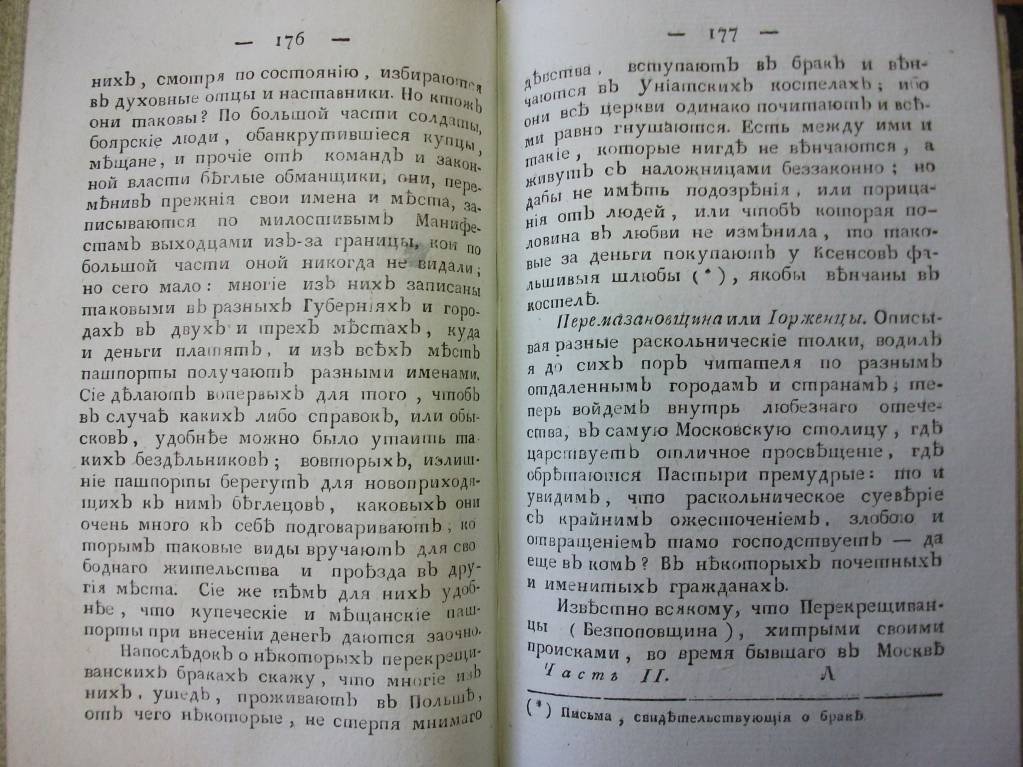 — 176 —
нихЪ, смотря по состоянію, избираются
вЪ духовные отцы и наставники. Но ктожЪ
они таковы? По большой части солдаты,
боярскіе люди, обанкрутившіеся купцы,
мѣщане, и прочіе отЪ командЪ и закон-
ной власти бѣглые обманщики, они, пере-
мѣнивЪ прежнія свои имена и мѣста, за-
писываются по милостивымЪ Манифе-
стамЪ выходцами изЪ-за границы, кои по
большой части оной никогда не видали;
но сего мало: многіе изЪ нихЪ записаны
таковыми вЪ разныхЪ ГуберніяхЪ и горо-
дахЪ вЪ двухЪ и трехЪ мѣстахЪ, куда
и деньги платятЪ, и изЪ всѣхЪ мѣстЪ
пашпорты получаютЪ разными именами.
Сіе дѣлаютЪ вопервыхЪ для того, чтобЪ
вЪ случаѣ какихЪ либо справокЪ, или обы-
сковЪ, удобнѣе можно было утаить та
кихЪ бездѣльниковЪ; вовторыхЪ, излиш-
ніе пашпорты берегутЪ для новоприходя-
щихЪ кЪ нимЪ бѣглецовЪ, каковыхЪ они
очень много кЪ себѣ подговариваютЪ; ко
торымЪ таковые виды вручаютЪ для сво
боднаго жительства и проѣзда вЪ дру-
гія мѣста. Сіе же тѣмЪ для нихЪ удоб-
нѣе, что купеческіе и мѣщанскіе паш-
порты при внесеніи денегЪ даются заочно.
НапослѣдокЪ о нѣкоторыхЪ перекрещи-
ванскихЪ бракахЪ скажу, что многіе изЪ
нихЪ, ушедЪ, проживаютЪ вЪ ПольшѢ,
отЪ чего нѣкоторые, не стерпя мнимаго
— 177 —
дѣвства, вступаютЪ вЪ бракЪ и вѣн-
чаются вЪ УніатскихЪ костелахЪ; ибо
они всѣ церкви одинако почитаютЪ и всѣ-
ми равно гнушаются. Есть между ими и
такіе, которые нигдѣ не вѣнчаются, а
живутЪ сЪ наложницами беззаконно; но
дабы не имѣть подозрѣнія, или порица-
нія отЪ людей, или чтобЪ которая по-
ловина вЪ любви не измѣнила, то тако-
вые за деньги покупаютЪ у КсенсовЪ фа-
льшивыя шлюбы (*), якобы вѣнчаны вЪ
костелѣ.
Перемазановщина или Іорженцы. Описы-
вая разные раскольническіе толки, водилЪ
я до сихЪ порЪ читателя по разнымЪ
отдаленнымЪ городамЪ и странамЪ; те-
перь войдемЪ внутрь любезнаго отече-
ства, вЪ самую Московскую столицу, гдѣ
царствуетЪ отличное просвѣщеніе, гдѣ
обрѣтаются Пастыри премудрые: то и
увидимЪ, что раскольническое суевѣріе
сЪ крайнимЪ ожесточеніемЪ, злобою и
отвращеніемЪ тамо господствуетЪ — да
еще вЪ комЪ? ВЪ нѣкоторыхЪ почетныхЪ
и именитыхЪ гражданахЪ.
Извѣстно всякому, что Перекрещиван-
цы (Безпоповщина), хитрыми своими
происками, во время бывшаго вЪ МосквѢ
Часть II. Л
(*) Письма, свидѣтельствующія о бракѣ